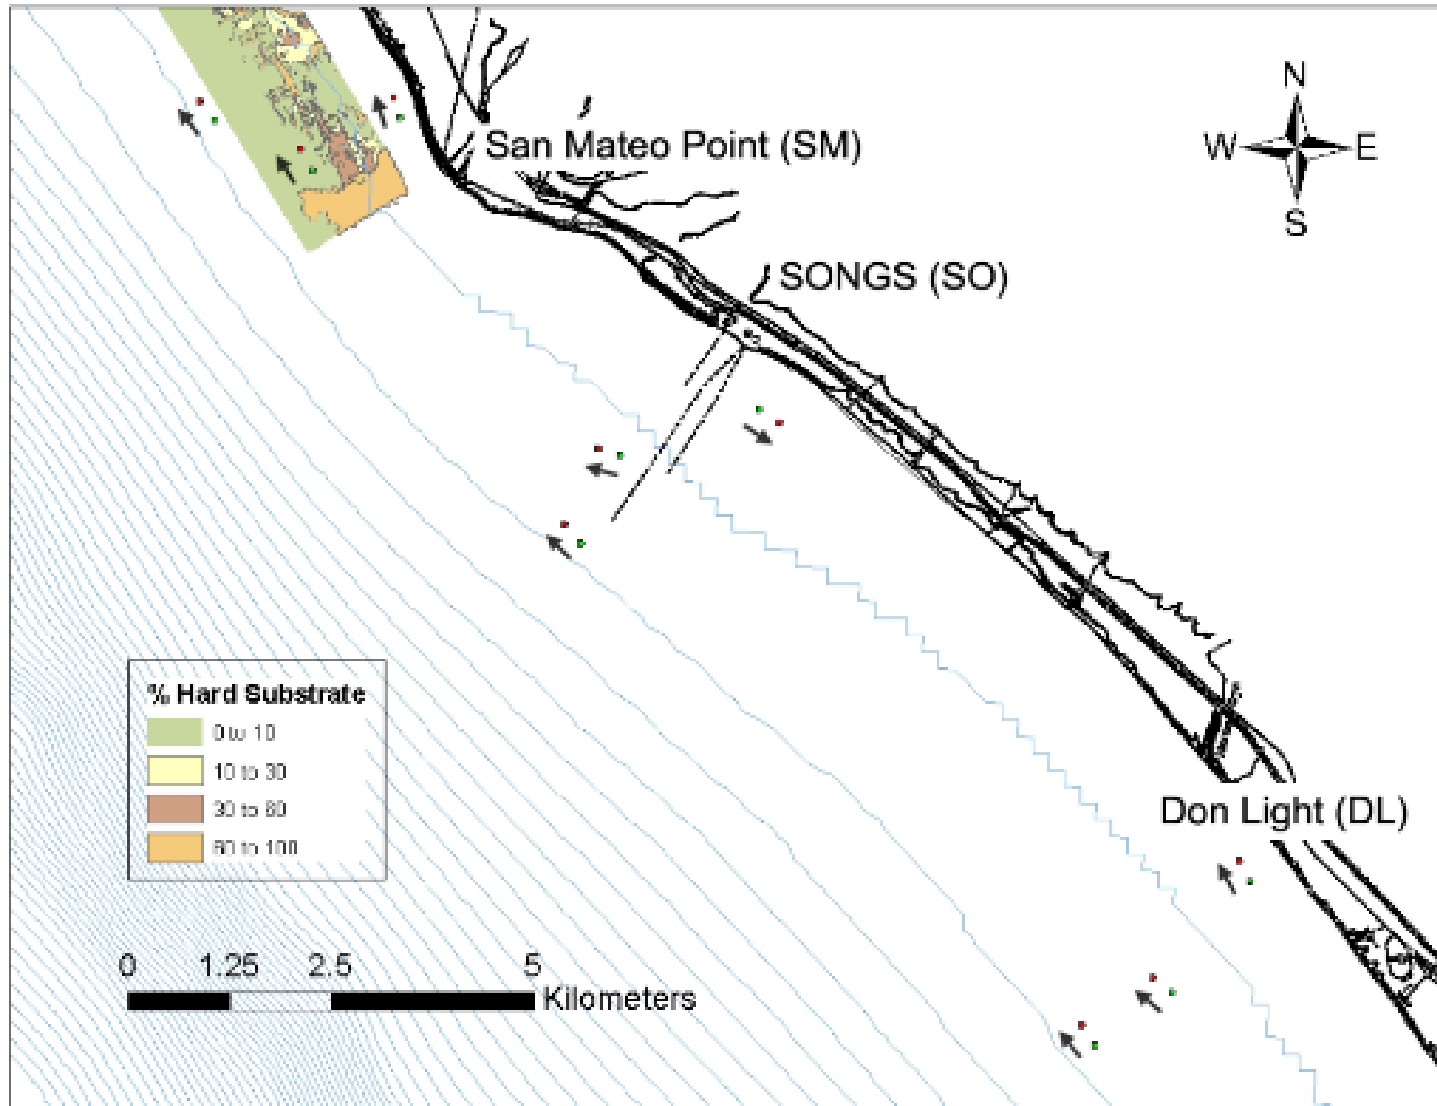 N
San Mateo Point (SM)
W E
S
SONGS (SO)
% Hard Substrate
0 to 10
10 to 30
30 to 60
60 to 100
Don Light (DL)
0 1.25 2.5 5
Kilometers